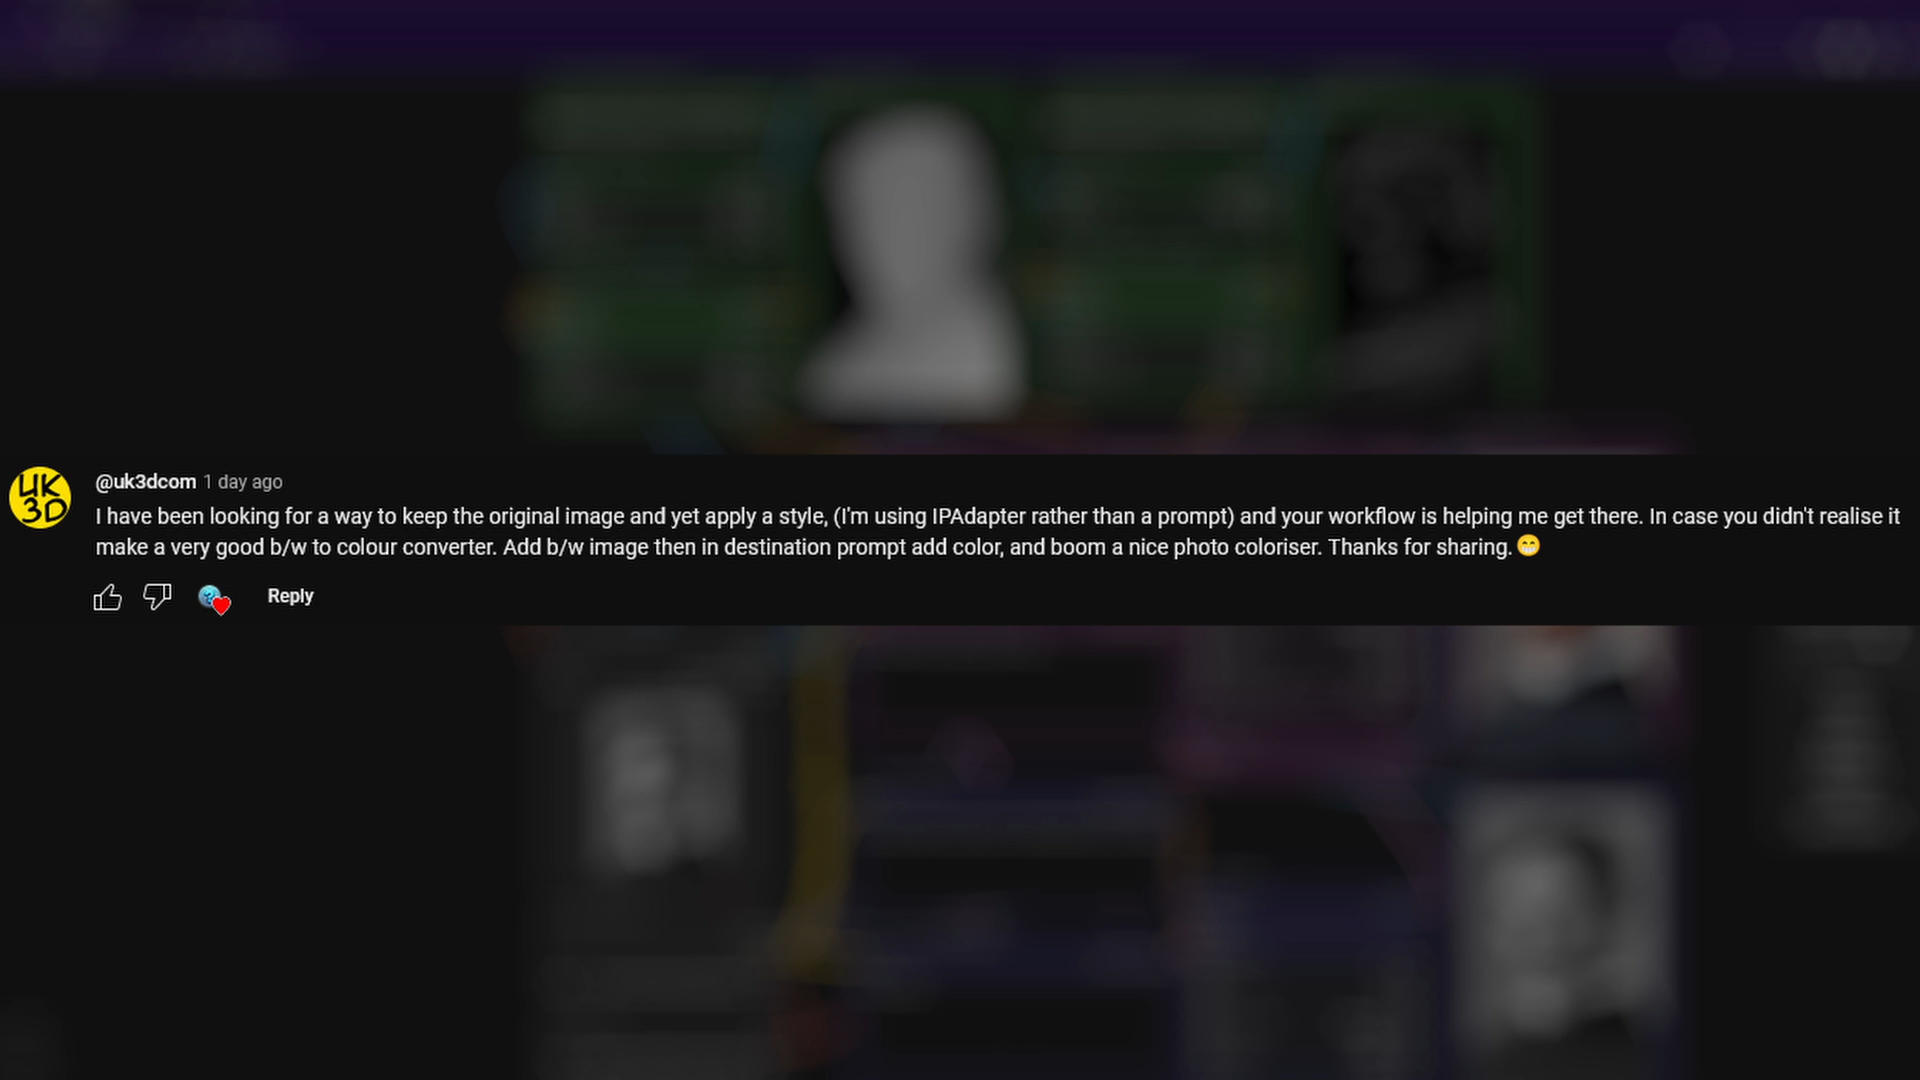 UK
3D
@uk3dcom 1 day ago
I have been looking for a way to keep the original image and yet apply a style, (I'm using IPAdapter rather than a prompt) and your workflow is helping me get there. In case you didn't realise it
make a very good b/w to colour converter. Add b/w image then in destination prompt add color, and boom a nice photo coloriser. Thanks for sharing.😁
Reply